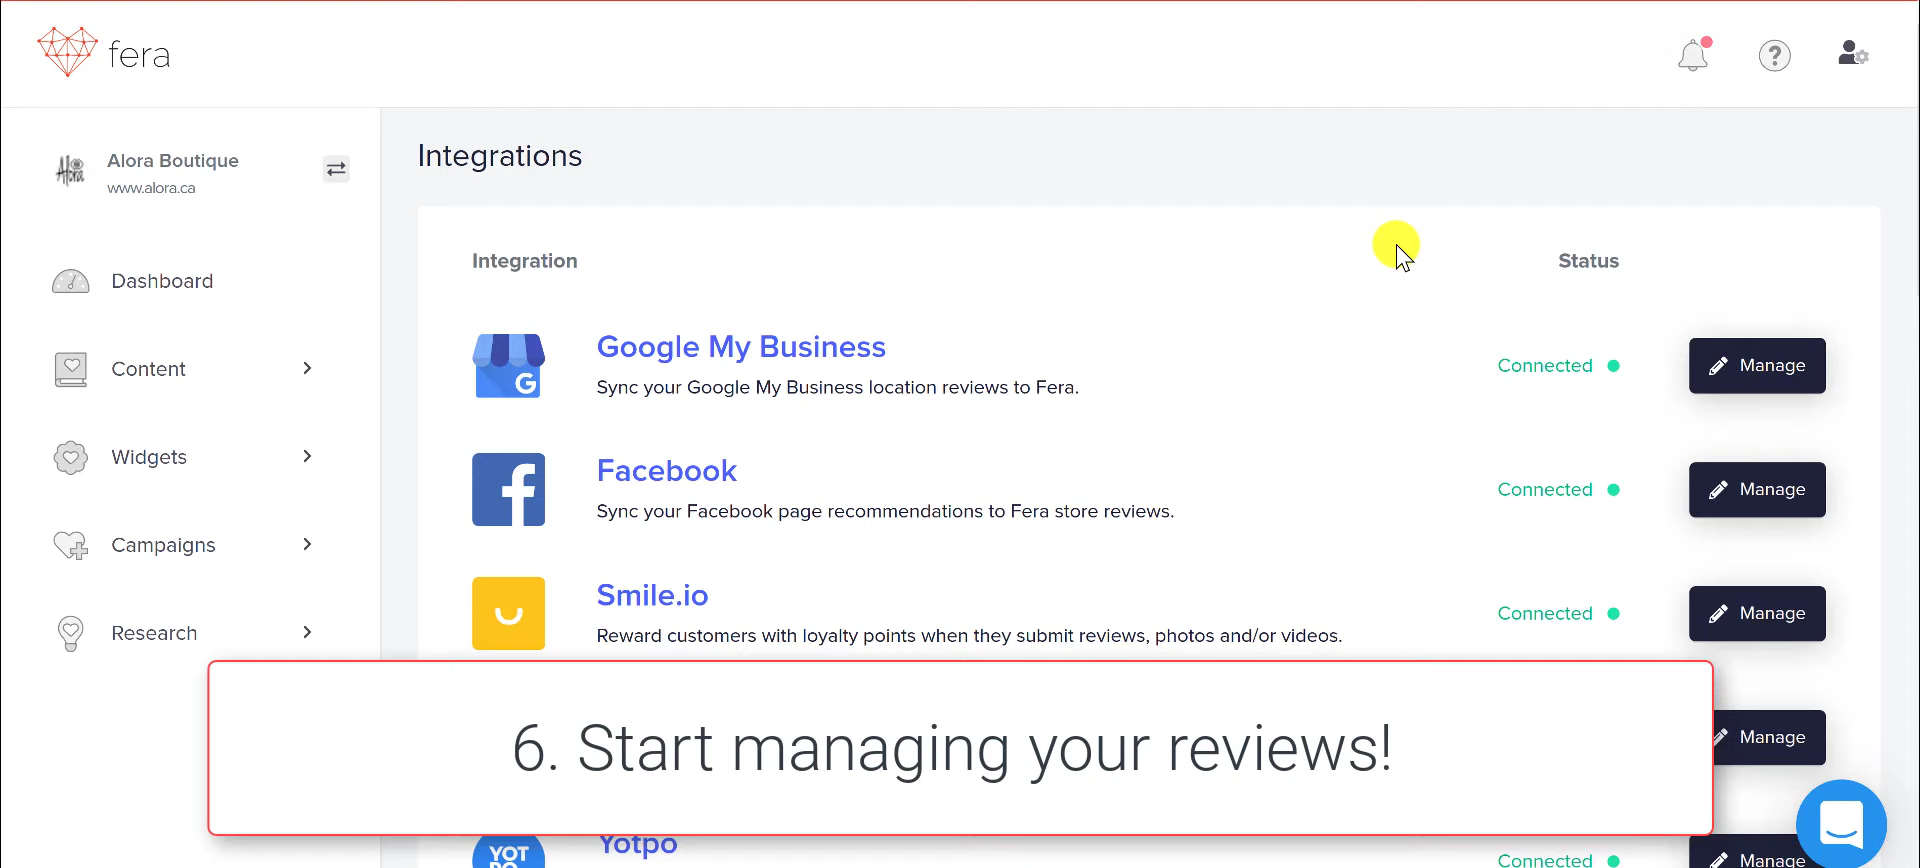 fera
Alora
Alora Boutique
www.alora.ca
Dashboard
Content
Widgets
Campaigns
Research
Integrations
Integration Status
Google My Business
Sync your Google My Business location reviews to Fera.
Connected Manage
Facebook
Sync your Facebook page recommendations to Fera store reviews.
Connected Manage
Smile.io
Reward customers with loyalty points when they submit reviews, photos and/or videos.
Connected Manage
Manage
6. Start managing your reviews!
YOT
PO
Yotpo
Connected Manage